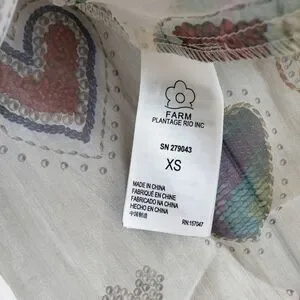 FARM
PLANTAGE RIO INC
SN 279043
XS
MADE IN CHINA
FABRIQUÉ EN CHINE
FABRICADO NA CHINA
HECHO EN CHINA
中国制造
RN:157047